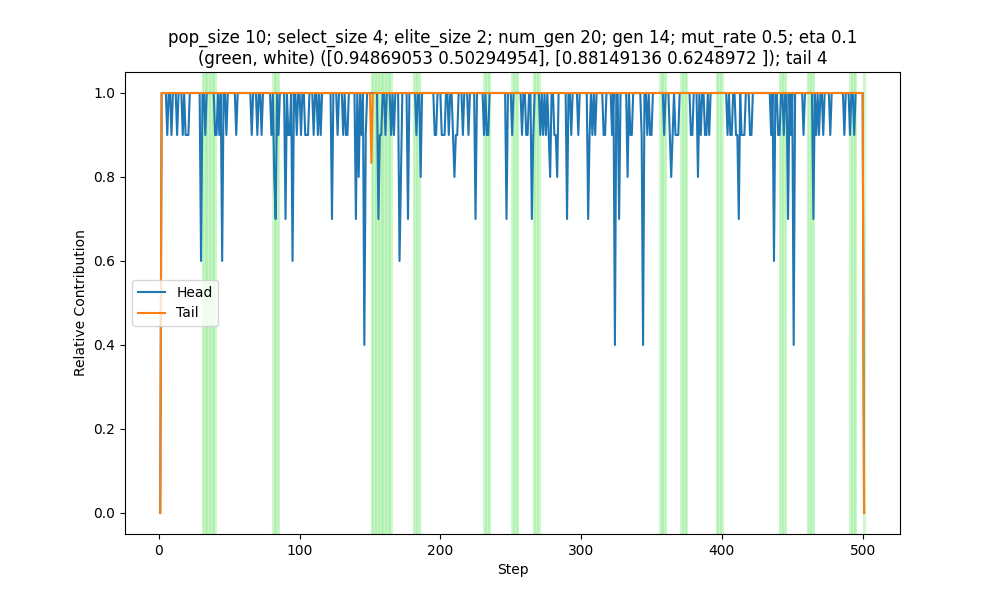 pop_size 10; select_size 4; elite_size 2; num_gen 20; gen 14; mut_rate 0.5; eta 0.1
(green, white) ([0.94869053 0.50294954], [0.88149136 0.6248972 ]); tail 4
1.0
0.8
0.6
0.4
0.2
0.0
Relative Contribution
Head
Tail
0
100
200
300
400
500
Step